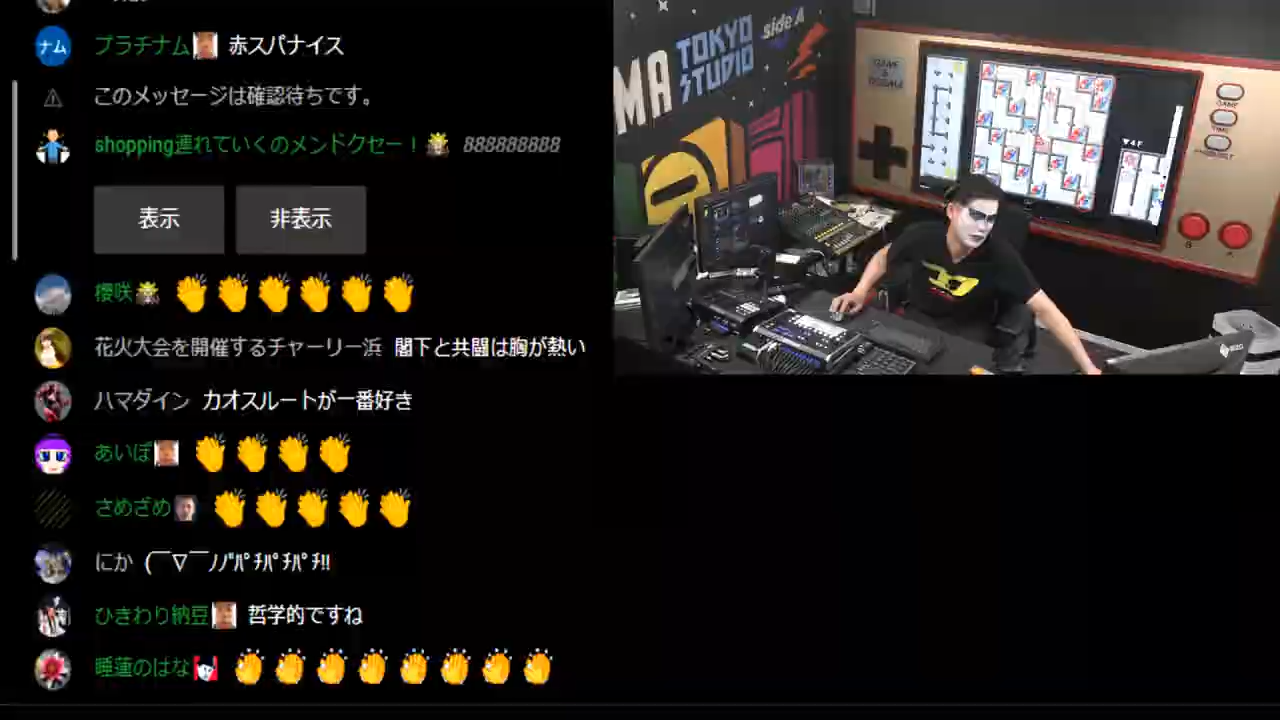 プラチナム 赤スパナイス
このメッセージは確認待ちです。
shopping連れていくのメンドクセー！ 888888888
表示 非表示
櫻咲
花火大会を開催するチャーリー浜 閣下と共闘は胸が熱い
ハマダイン カオスルートが一番好き
あいぼ
さめざめ
にか (￣▽￣ﾉﾉﾞﾊﾟﾁﾊﾟﾁﾊﾟﾁ!!
ひきわり納豆 哲学的ですね
睡蓮のはな
ナム
MA TOKYO
STUDIO
side A
GAME